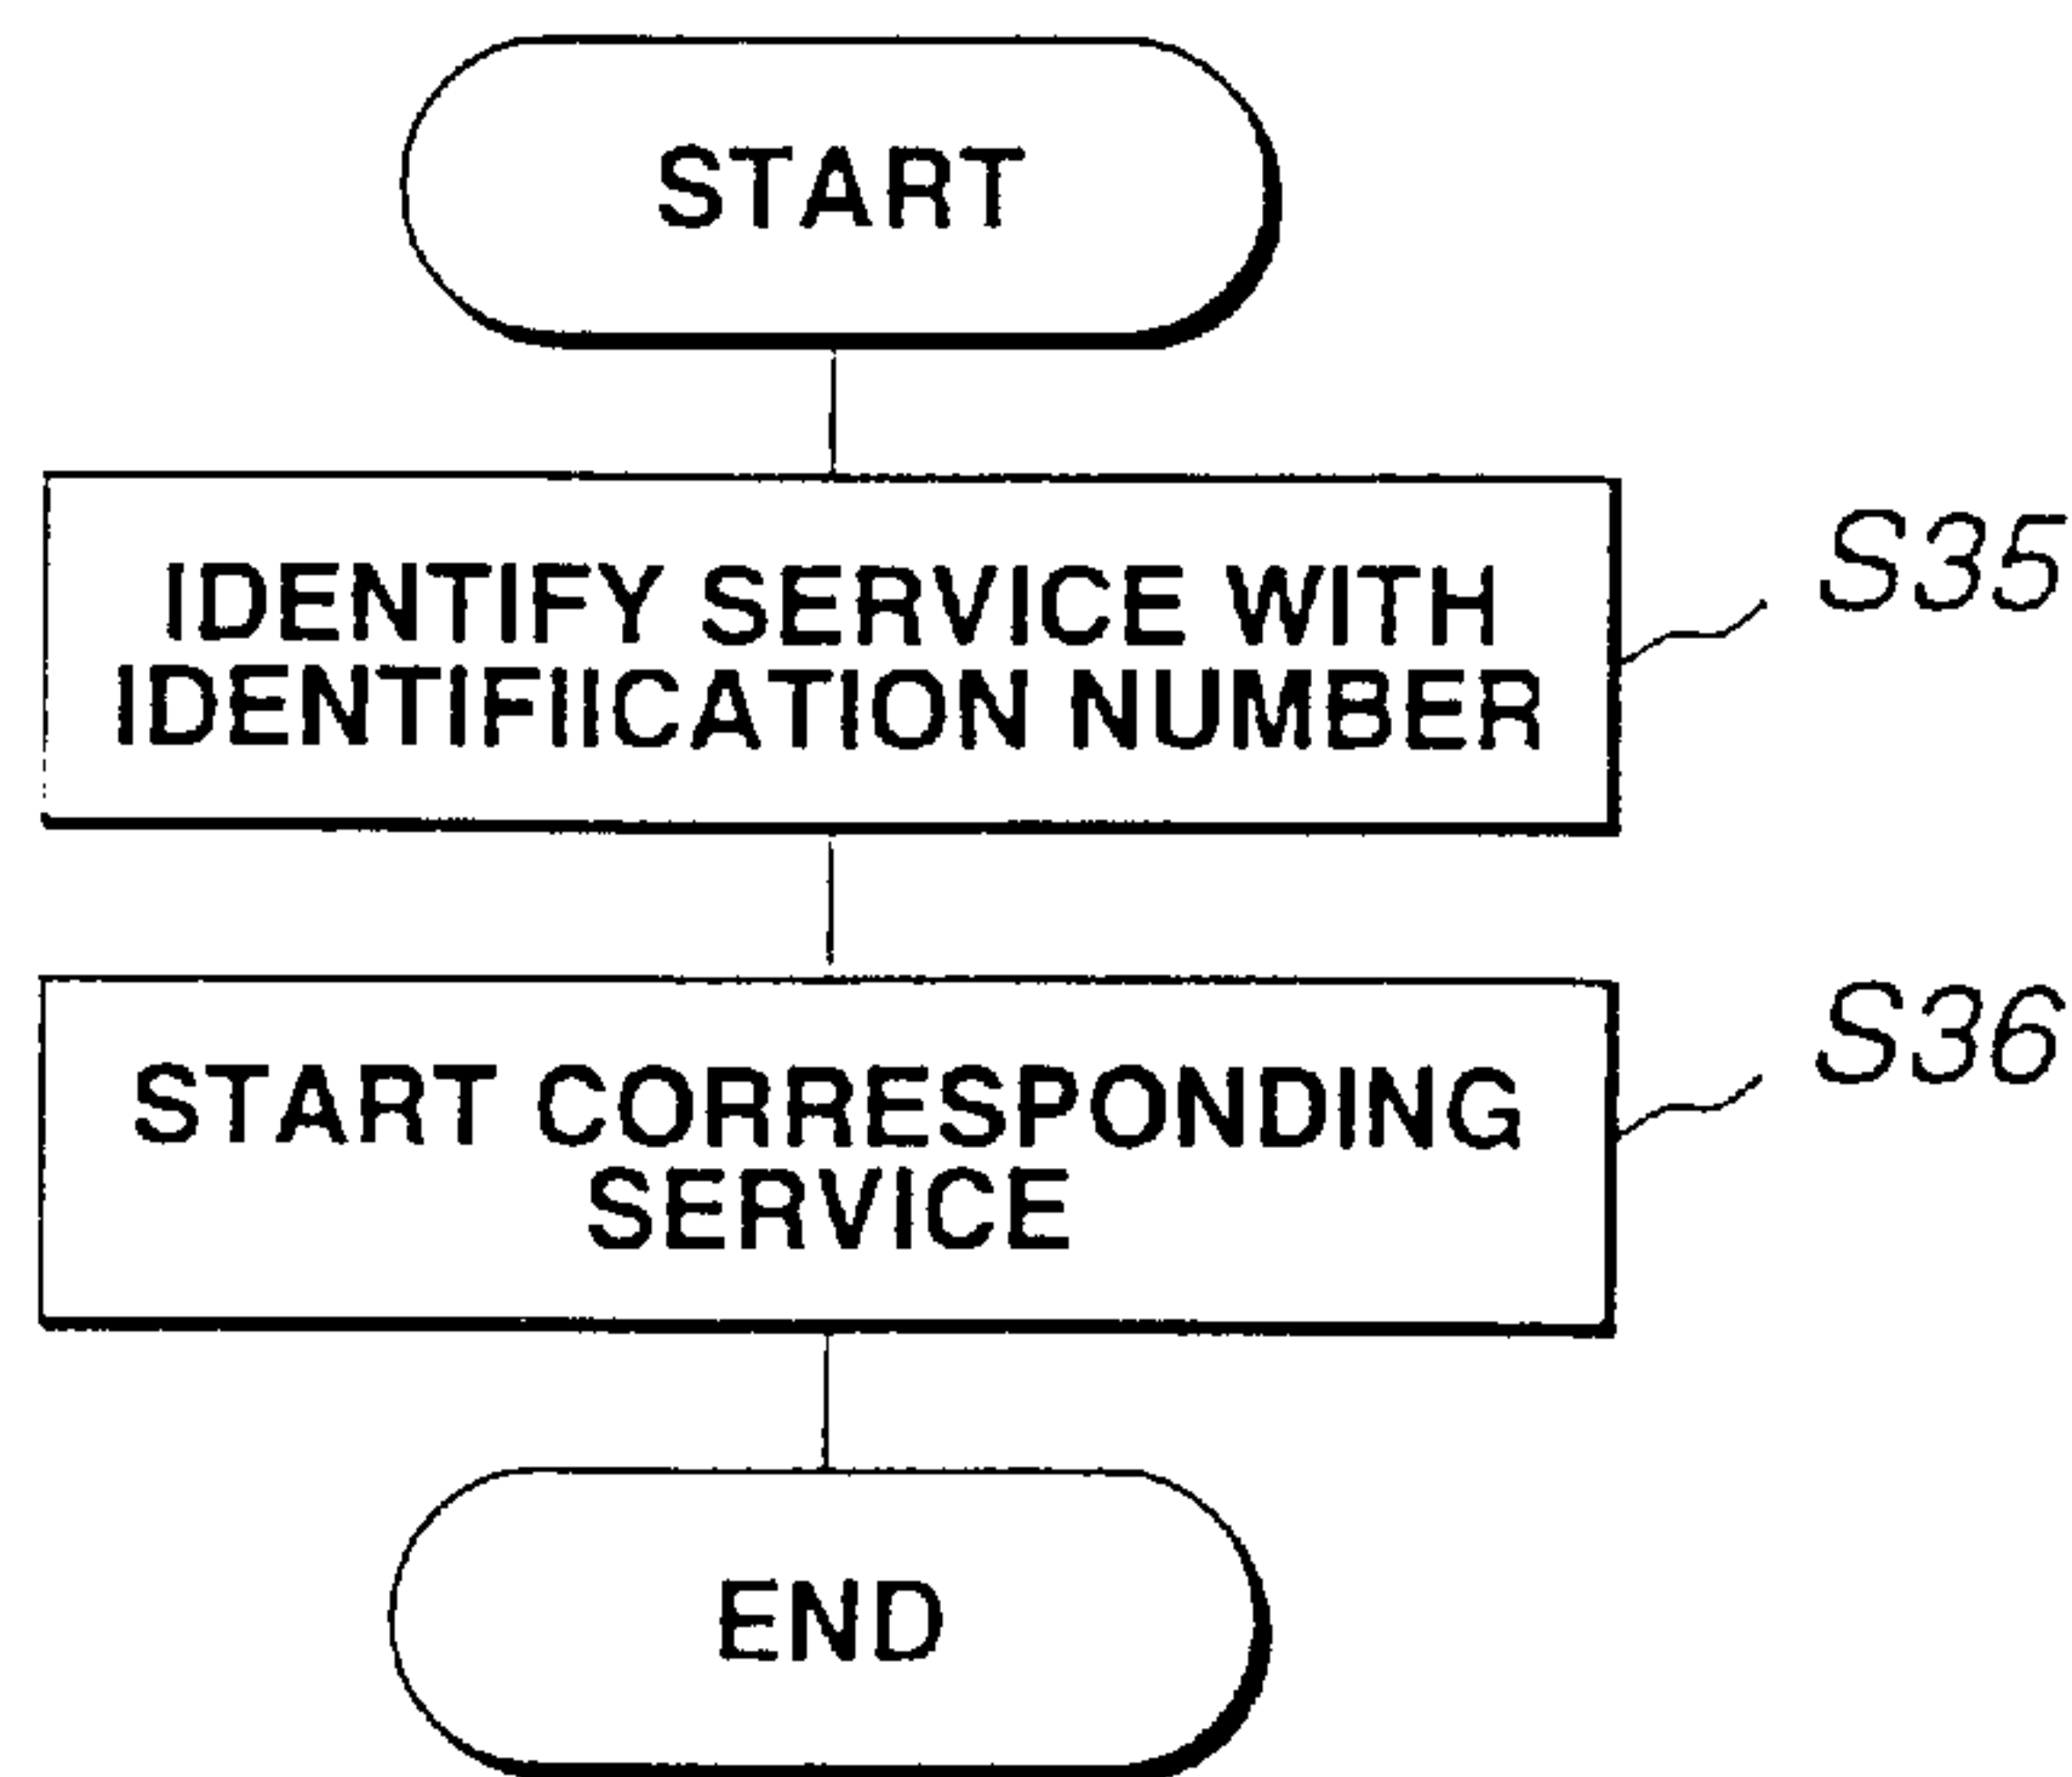 START
IDENTIFY SERVICE WITH
IDENTIFIICATION NUMBER
S35
START CORRESPONDING
SERVICE
S36
END